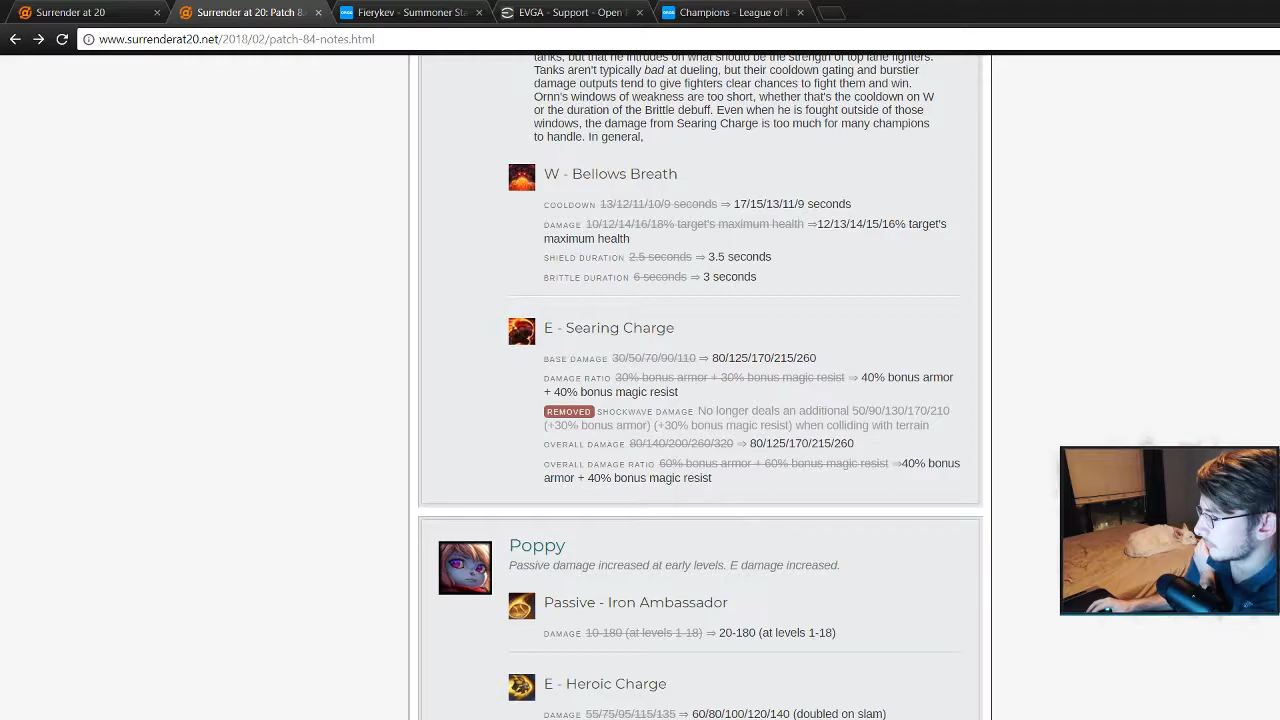 Surrender at 20
Surrender at 20: Patch 8.
Fierykev - Summoner Sta
EVGA - Support - Open
Champions - League of
www.surrenderat20.net/2018/02/patch-84-notes.html
tanks, but that he intrudes on what should be the strength of top lane fighters.
Tanks aren't typically bad at dueling, but their cooldown gating and burstier
damage outputs tend to give fighters clear chances to fight them and win.
Ornn's windows of weakness are too short, whether that's the cooldown on W
or the duration of the Brittle debuff. Even when he is fought outside of those
windows, the damage from Searing Charge is too much for many champions
to handle. In general,
W - Bellows Breath
COOLDOWN 13/12/11/10/9 seconds ⇒ 17/15/13/11/9 seconds
DAMAGE 10/12/14/16/18% target's maximum health ⇒12/13/14/15/16% target's
maximum health
SHIELD DURATION 2.5 seconds ⇒ 3.5 seconds
BRITTLE DURATION 6 seconds ⇒ 3 seconds
E - Searing Charge
BASE DAMAGE 30/50/70/90/110 ⇒ 80/125/170/215/260
DAMAGE RATIO 30% bonus armor + 30% bonus magic resist ⇒ 40% bonus armor
+ 40% bonus magic resist
REMOVED SHOCKWAVE DAMAGE No longer deals an additional 50/90/130/170/210
(+30% bonus armor) (+30% bonus magic resist) when colliding with terrain
OVERALL DAMAGE 80/140/200/260/320 ⇒ 80/125/170/215/260
OVERALL DAMAGE RATIO 60% bonus armor + 60% bonus magic resist ⇒40% bonus
armor + 40% bonus magic resist
Poppy
Passive damage increased at early levels. E damage increased.
Passive - Iron Ambassador
DAMAGE 10-180 (at levels 1-18) ⇒ 20-180 (at levels 1-18)
E - Heroic Charge
DAMAGE 55/75/95/115/135 ⇒ 60/80/100/120/140 (doubled on slam)